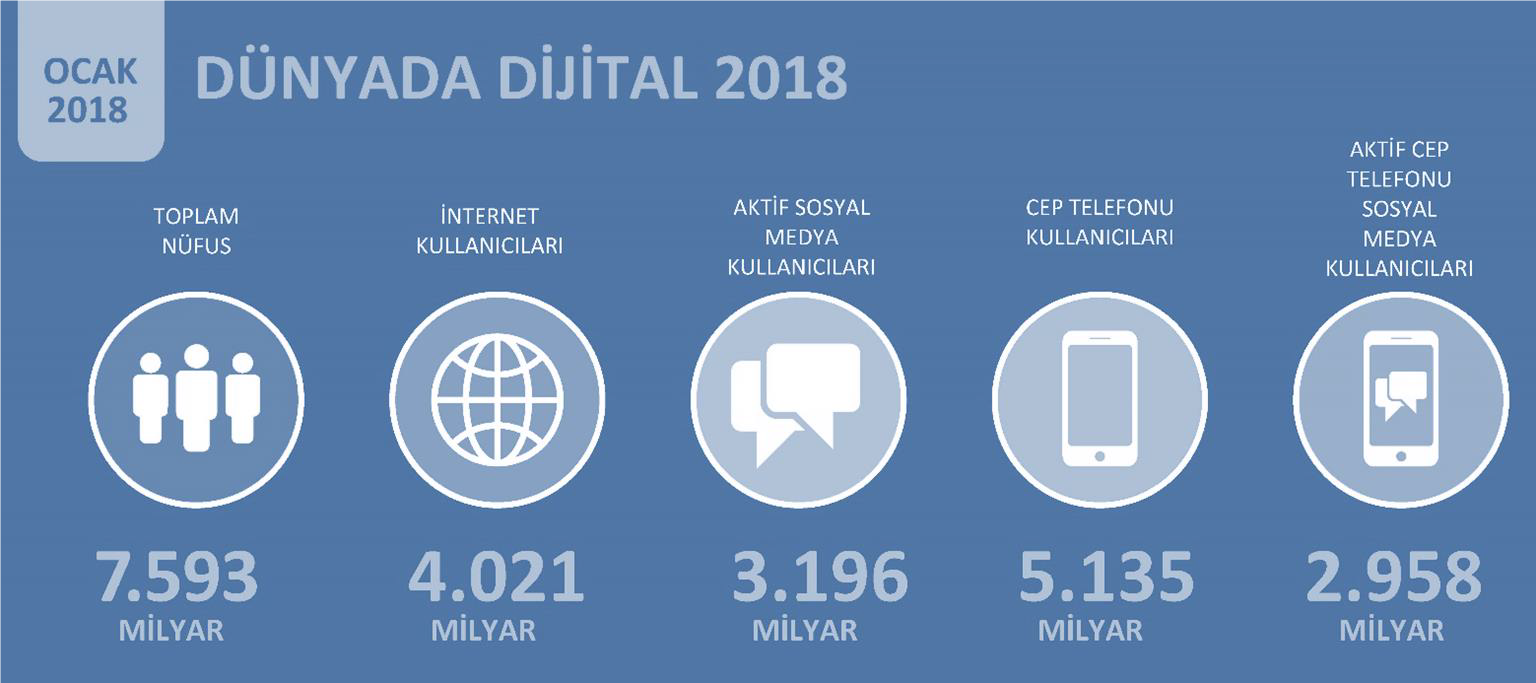 OCAK
2018
DÜNYADA DİJİTAL 2018
TOPLAM
NÜFUS
İNTERNET
KULLANICILARI
AKTİF SOSYAL
MEDYA
KULLANICILARI
CEP TELEFONU
KULLANICILARI
AKTİF CEP
TELEFONU
SOSYAL
MEDYA
KULLANICILARI
7.593
MİLYAR
4.021
MİLYAR
3.196
MİLYAR
5.135
MİLYAR
2.958
MİLYAR